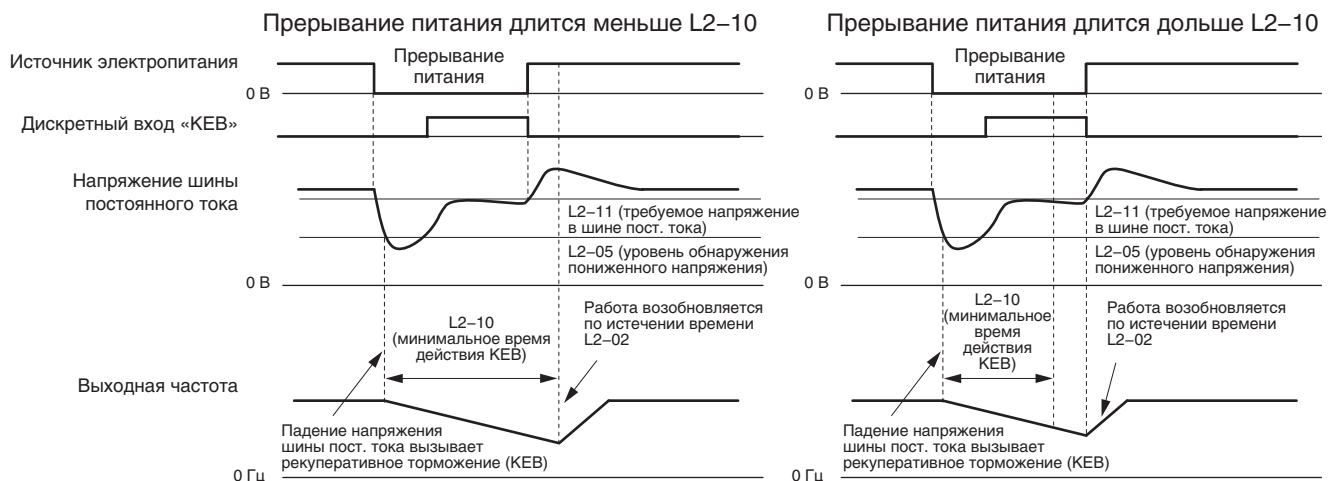 Прерывание питания длится меньше L2–10
Прерывание питания длится дольше L2–10
Источник электропитания
Прерывание
питания
0 В
Дискретный вход «KEB»
Напряжение шины
постоянного тока
L2–11 (требуемое напряжение
в шине пост. тока)
L2–05 (уровень обнаружения
пониженного напряжения)
0 В
L2–10
(минимальное время
действия KEB)
Работа возобновляется
по истечении времени
L2–02
Выходная частота
Падение напряжения
шины пост. тока вызывает
рекуперативное торможение (KEB)
0 Гц
Прерывание
питания
0 В
L2–11 (требуемое напряжение
в шине пост. тока)
L2–05 (уровень обнаружения
пониженного напряжения)
0 В
L2–10
(минимальное
время
действия
KEB)
Работа возобновляется
по истечении времени
L2–02
Падение напряжения
шины пост. тока вызывает
рекуперативное торможение (KEB)
0 Гц